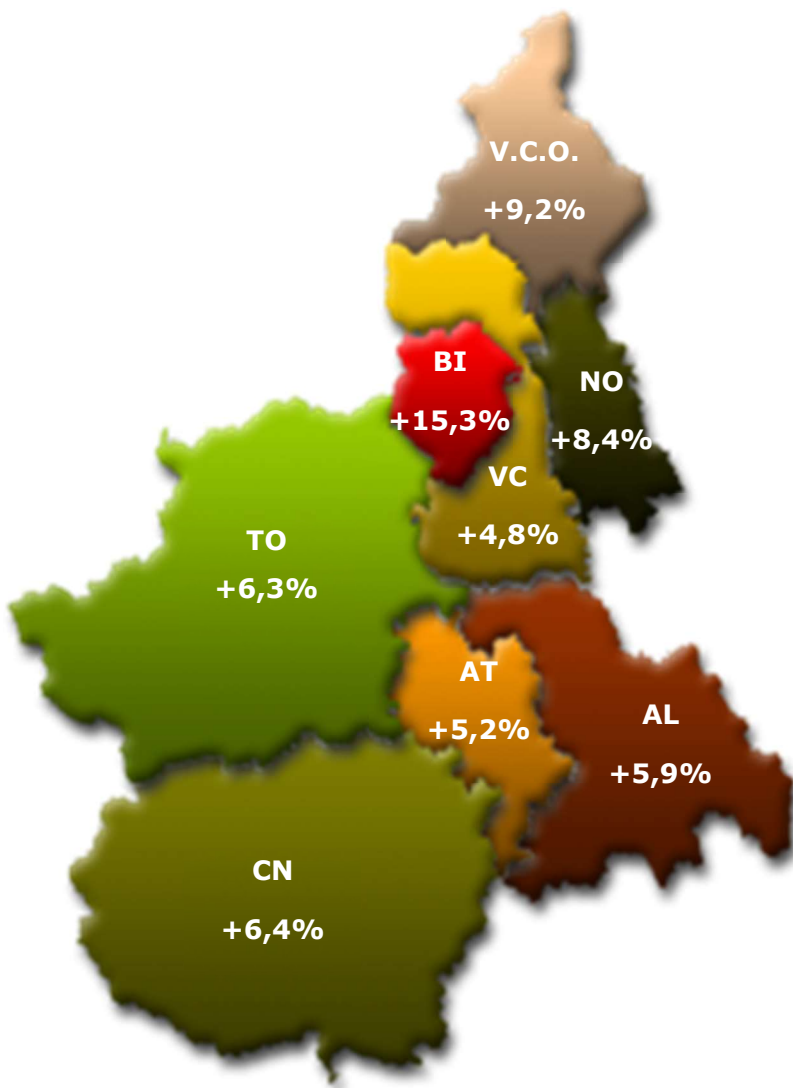 V.C.O.
+9,2%
BI
+15,3%
NO
+8,4%
VC
+4,8%
TO
+6,3%
AT
+5,2%
AL
+5,9%
CN
+6,4%